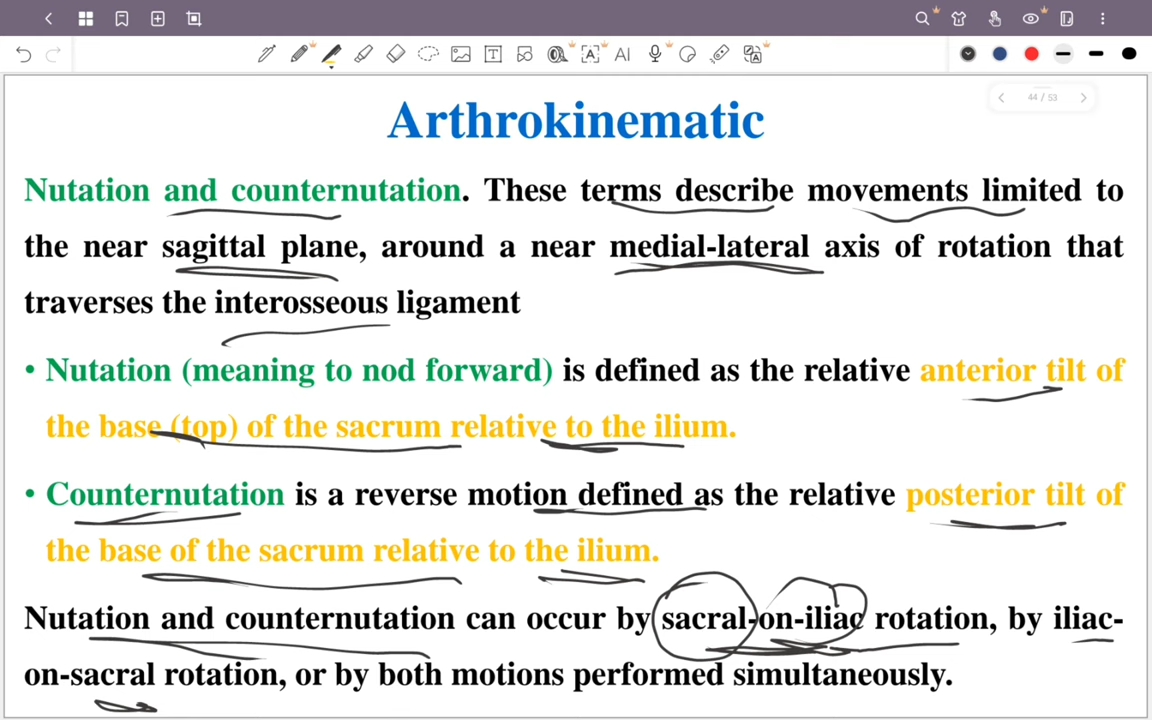 AI
44 / 53
Arthrokinematic
Nutation and counternutation. These terms describe movements limited to
the near sagittal plane, around a near medial-lateral axis of rotation that
traverses the interosseous ligament
• Nutation (meaning to nod forward) is defined as the relative anterior tilt of
the base (top) of the sacrum relative to the ilium.
• Counternutation is a reverse motion defined as the relative posterior tilt of
the base of the sacrum relative to the ilium.
Nutation and counternutation can occur by sacral-on-iliac rotation, by iliac-
on-sacral rotation, or by both motions performed simultaneously.